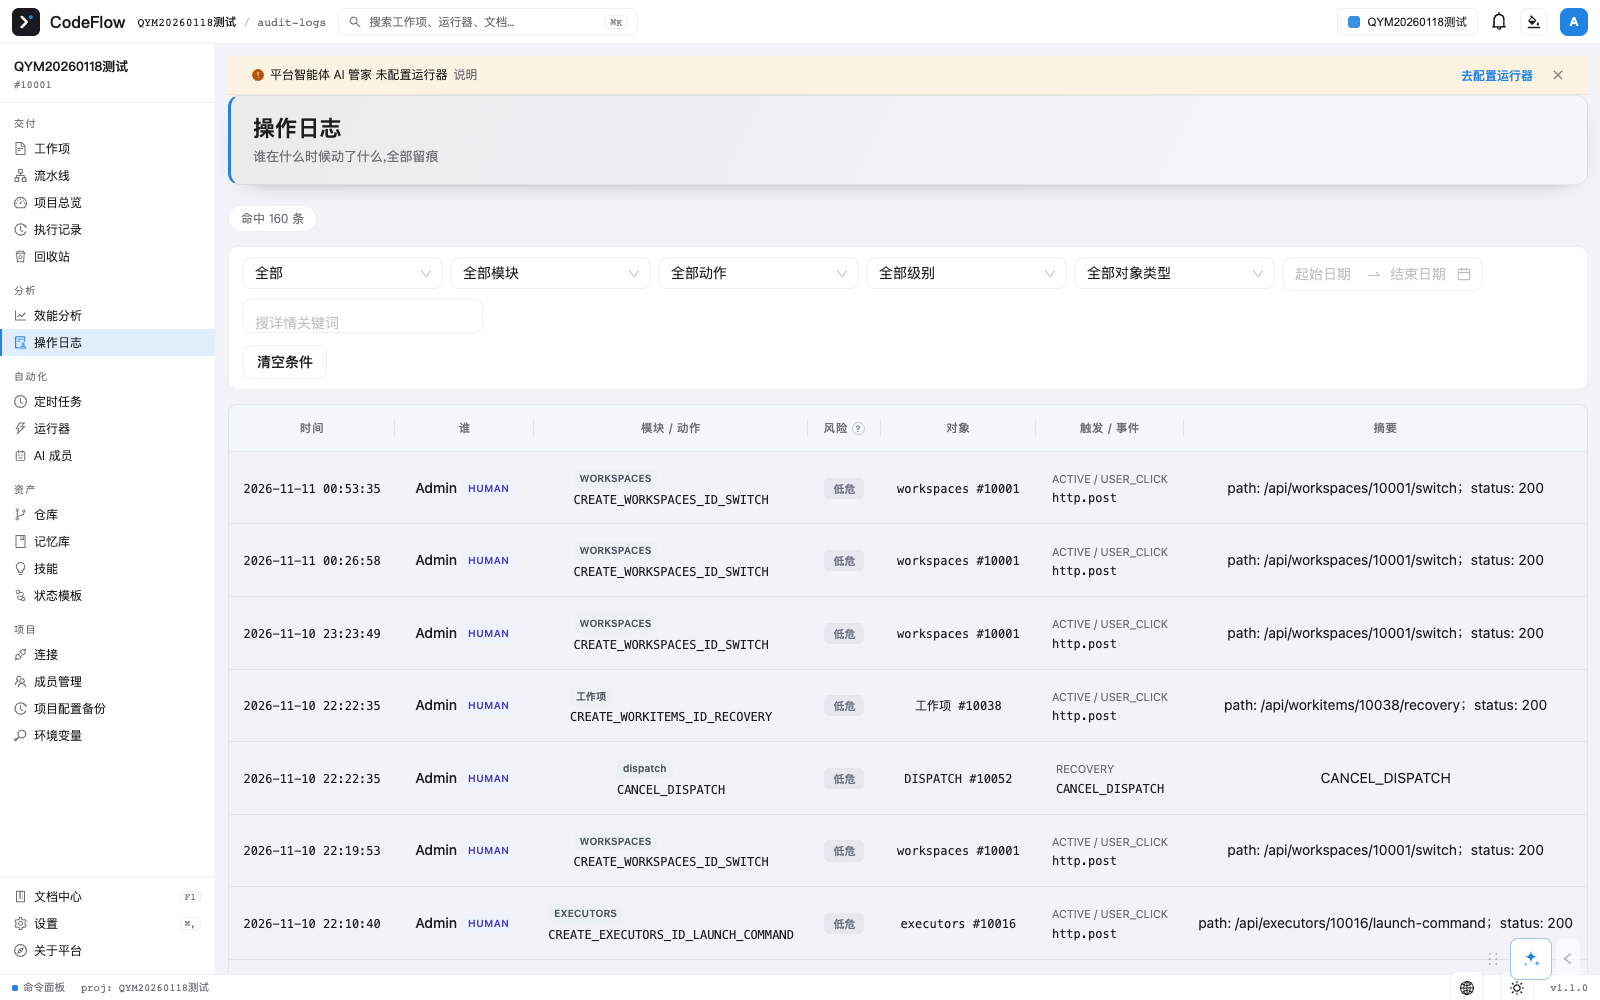 CodeFlow QYM20260118测试 / audit-logs 搜索工作项、运行器、文档... ⌘K QYM20260118测试 A
QYM20260118测试
#10001
交付
工作项
流水线
项目总览
执行记录
回收站
分析
效能分析
操作日志
自动化
定时任务
运行器
AI 成员
资产
仓库
记忆库
技能
状态模板
项目
连接
成员管理
项目配置备份
环境变量
文档中心 F1
设置 ⌘,
关于平台
平台智能体 AI 管家 未配置运行器 说明 去配置运行器
操作日志
谁在什么时候动了什么,全部留痕
命中 160 条
全部 全部模块 全部动作 全部级别 全部对象类型 起始日期 → 结束日期
搜详情关键词
清空条件
时间 谁 模块 / 动作 风险 ? 对象 触发 / 事件 摘要
WORKSPACES ACTIVE / USER_CLICK
2026-11-11 00:53:35 Admin HUMAN CREATE_WORKSPACES_ID_SWITCH 低危 workspaces #10001 http.post path: /api/workspaces/10001/switch；status: 200
WORKSPACES ACTIVE / USER_CLICK
2026-11-11 00:26:58 Admin HUMAN CREATE_WORKSPACES_ID_SWITCH 低危 workspaces #10001 http.post path: /api/workspaces/10001/switch；status: 200
WORKSPACES ACTIVE / USER_CLICK
2026-11-10 23:23:49 Admin HUMAN CREATE_WORKSPACES_ID_SWITCH 低危 workspaces #10001 http.post path: /api/workspaces/10001/switch；status: 200
工作项 ACTIVE / USER_CLICK
2026-11-10 22:22:35 Admin HUMAN CREATE_WORKITEMS_ID_RECOVERY 低危 工作项 #10038 http.post path: /api/workitems/10038/recovery；status: 200
dispatch RECOVERY
2026-11-10 22:22:35 Admin HUMAN CANCEL_DISPATCH 低危 DISPATCH #10052 CANCEL_DISPATCH CANCEL_DISPATCH
WORKSPACES ACTIVE / USER_CLICK
2026-11-10 22:19:53 Admin HUMAN CREATE_WORKSPACES_ID_SWITCH 低危 workspaces #10001 http.post path: /api/workspaces/10001/switch；status: 200
EXECUTORS ACTIVE / USER_CLICK
2026-11-10 22:10:40 Admin HUMAN CREATE_EXECUTORS_ID_LAUNCH_COMMAND 低危 executors #10016 http.post path: /api/executors/10016/launch-command；status: 200
命令面板 proj: QYM20260118测试 v1.1.0